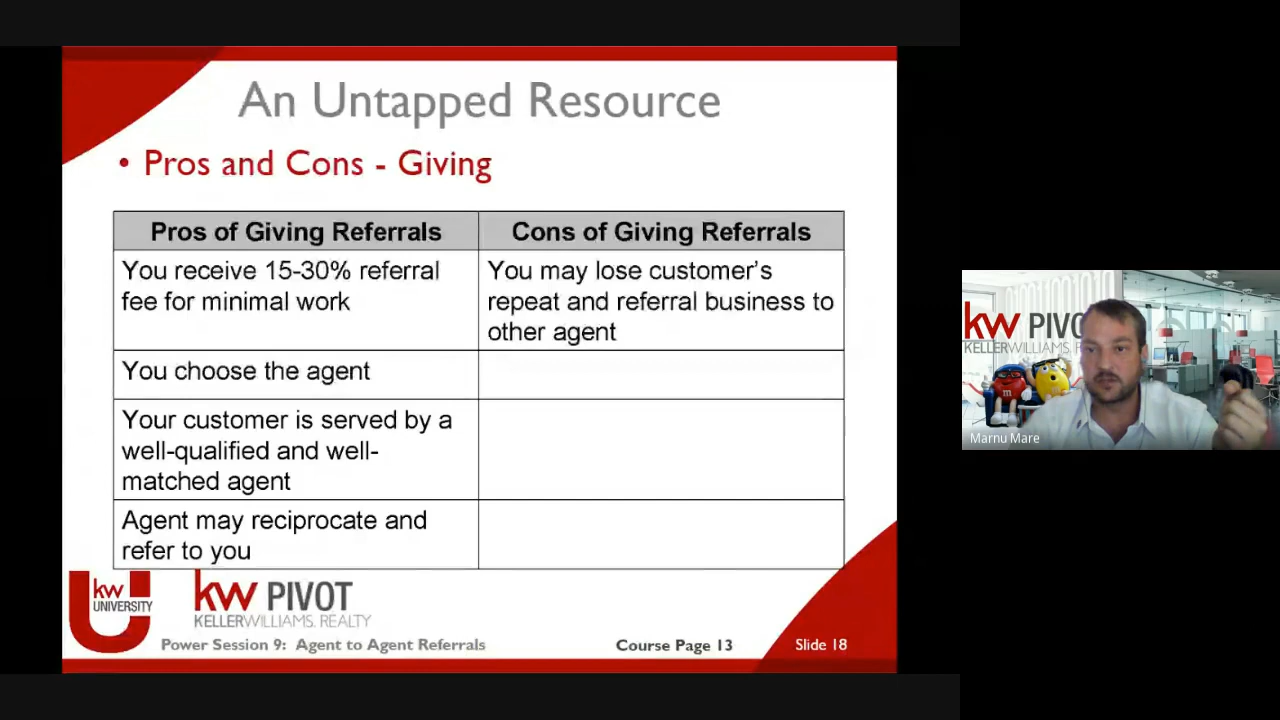 An Untapped Resource
• Pros and Cons - Giving
Pros of Giving Referrals
Cons of Giving Referrals
You receive 15-30% referral
fee for minimal work
You may lose customer’s
repeat and referral business to
other agent
You choose the agent
Your customer is served by a
well-qualified and well-
matched agent
Agent may reciprocate and
refer to you
kw
UNIVERSITY
kw PIVOT
KELLERWILLIAMS. REALTY
Power Session 9: Agent to Agent Referrals
Course Page 13
Slide 18
kw PIVO
KELLERWILLIAMS. R
m
Marnu Mare